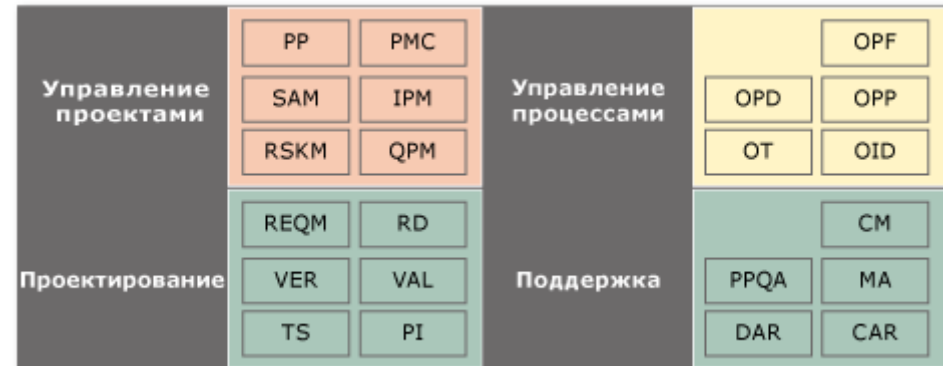 Управление
проектами
PP PMC
SAM IPM
RSKM QPM
Управление
процессами
OPF
OPD OPP
OT OID
Проектирование
REQM RD
VER VAL
TS PI
Поддержка
CM
PPQA MA
DAR CAR